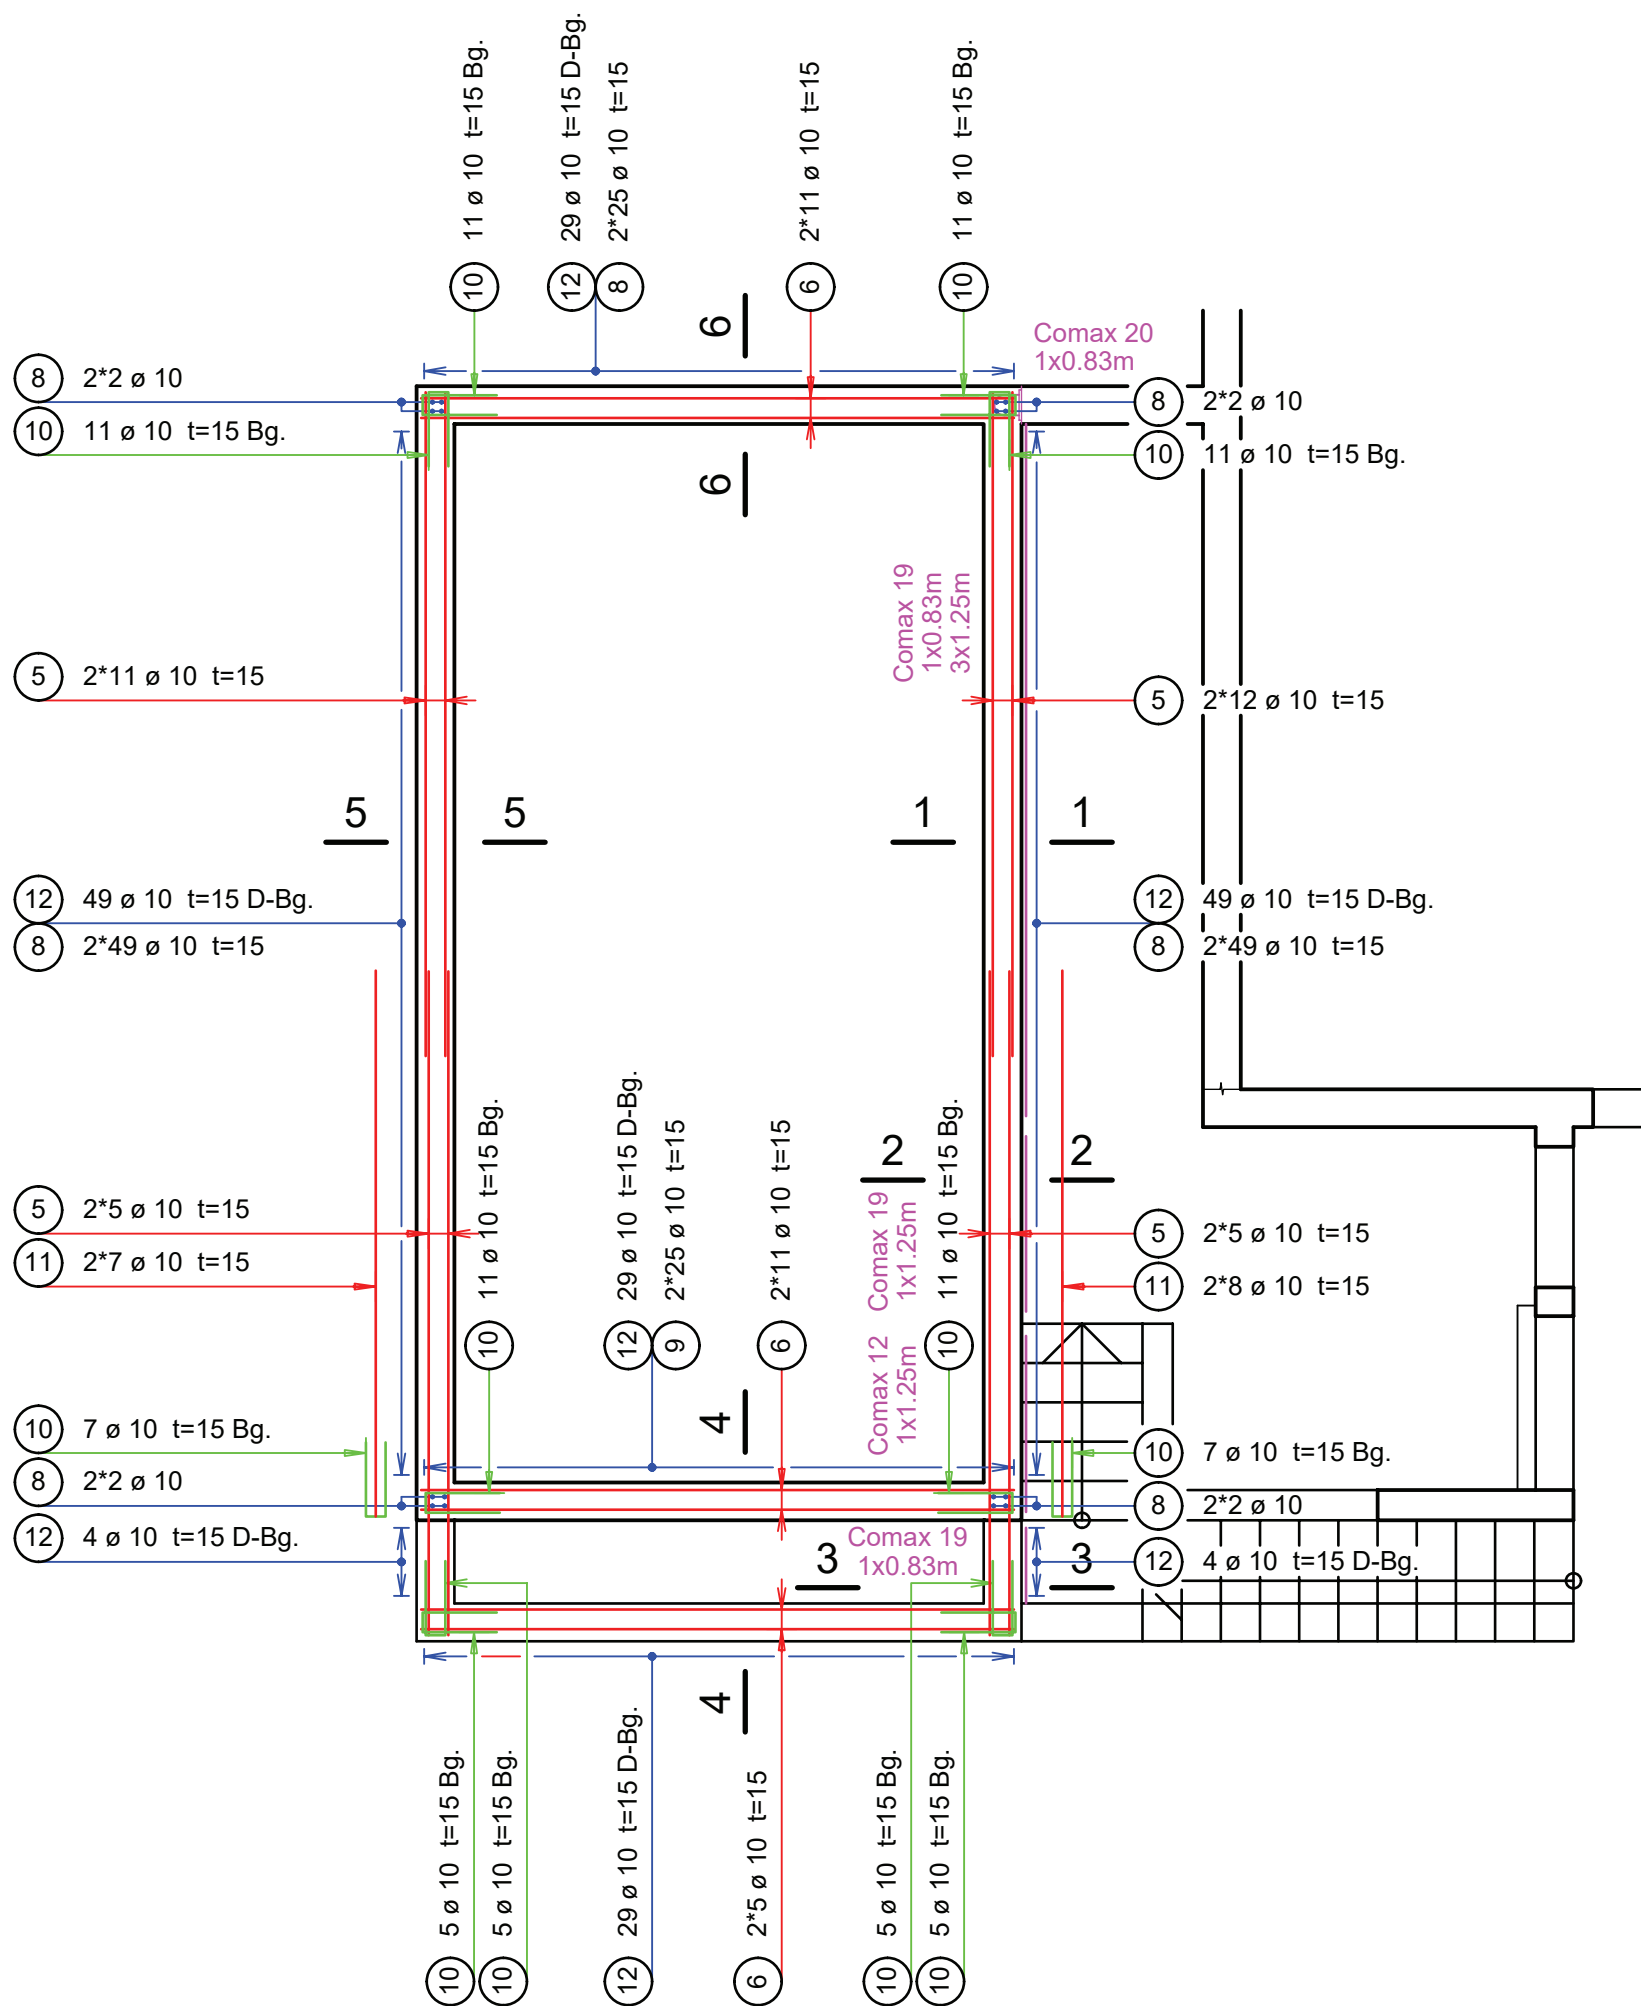 10 11 ø 10 t=15 Bg.
12 29 ø 10 t=15 D-Bg.
8 2*25 ø 10 t=15
6 2*11 ø 10 t=15
10 11 ø 10 t=15 Bg.
6
Comax 20
1x0.83m
8 2*2 ø 10
8 2*2 ø 10
10 11 ø 10 t=15 Bg.
10 11 ø 10 t=15 Bg.
6
Comax 19
1x0.83m
3x1.25m
5 2*11 ø 10 t=15
5 2*12 ø 10 t=15
5
5
1
1
12 49 ø 10 t=15 D-Bg.
8 2*49 ø 10 t=15
12 49 ø 10 t=15 D-Bg.
8 2*49 ø 10 t=15
10 11 ø 10 t=15 Bg.
12 29 ø 10 t=15 D-Bg.
9 2*25 ø 10 t=15
6 2*11 ø 10 t=15
10 11 ø 10 t=15 Bg.
2
2
Comax 19
1x1.25m
5 2*5 ø 10 t=15
11 2*7 ø 10 t=15
5 2*5 ø 10 t=15
11 2*8 ø 10 t=15
Comax 12
1x1.25m
4
10 7 ø 10 t=15 Bg.
8 2*2 ø 10
12 4 ø 10 t=15 D-Bg.
10 7 ø 10 t=15 Bg.
8 2*2 ø 10
12 4 ø 10 t=15 D-Bg.
Comax 19
1x0.83m
3
3
4
10 5 ø 10 t=15 Bg.
10 5 ø 10 t=15 Bg.
12 29 ø 10 t=15 D-Bg.
6 2*5 ø 10 t=15
10 5 ø 10 t=15 Bg.
10 5 ø 10 t=15 Bg.